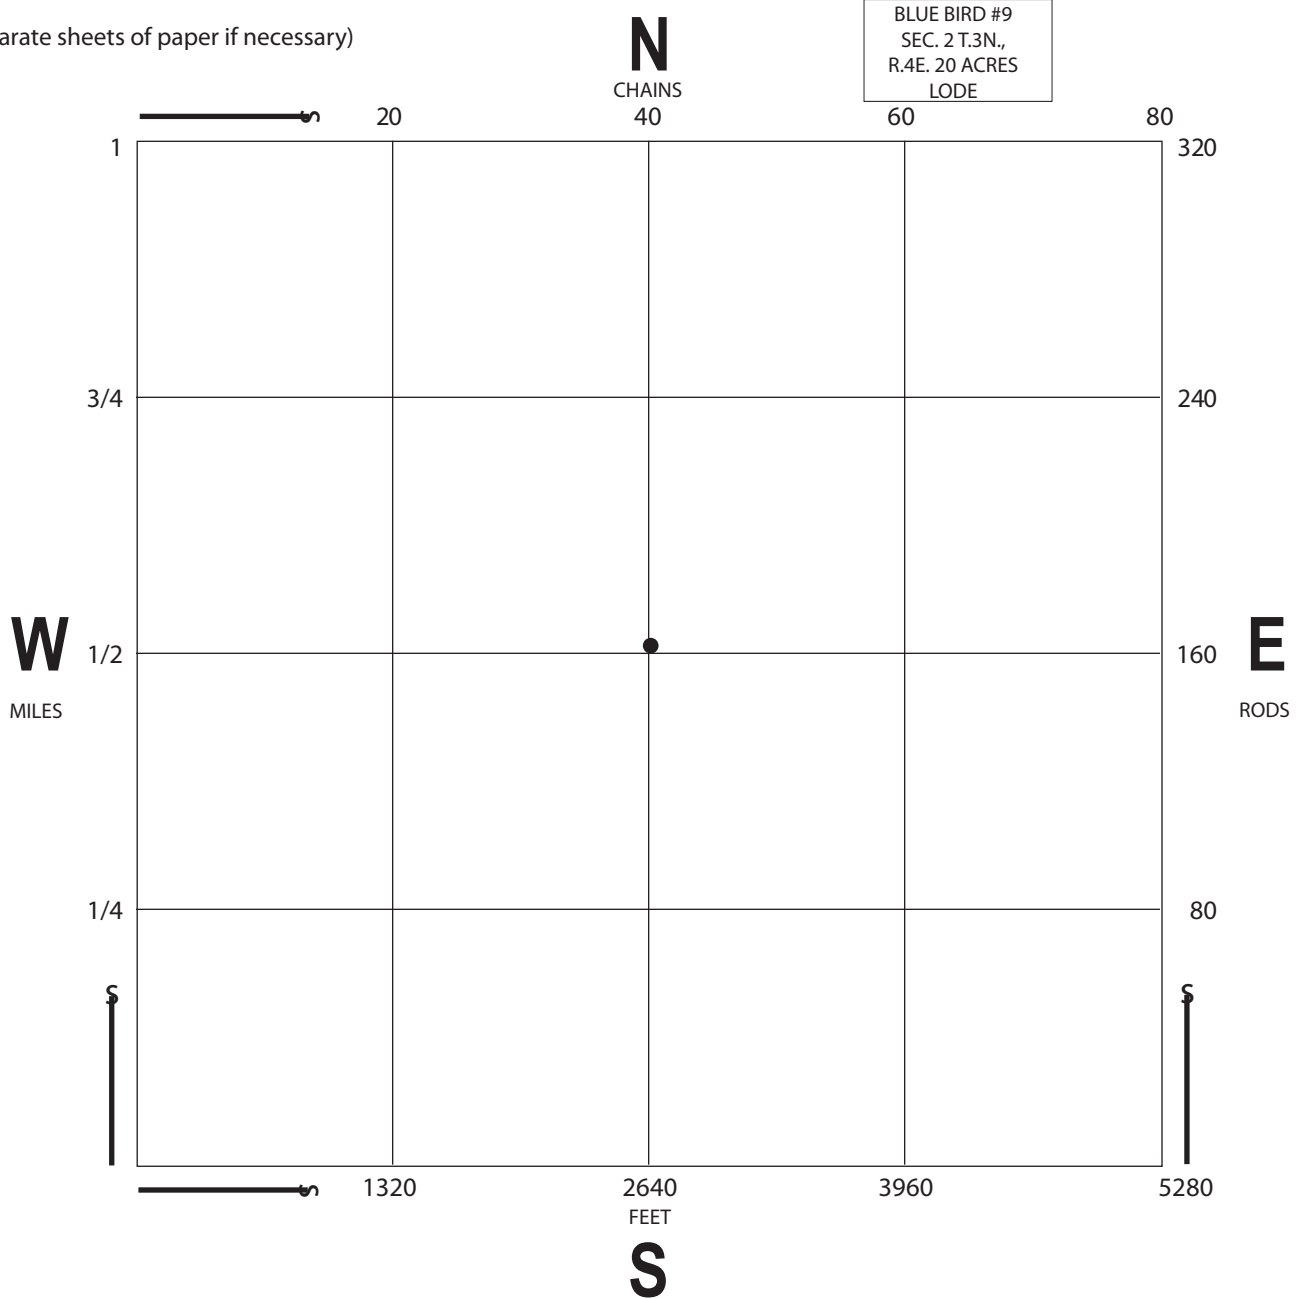 arate sheets of paper if necessary)
N
CHAINS
BLUE BIRD #9
SEC. 2 T.3N.,
R.4E. 20 ACRES
LODE
S 20 40 60 80
1 320
3/4 240
W 1/2 160 E
MILES RODS
1/4 80
S S
S 1320 2640 3960 5280
FEET
S